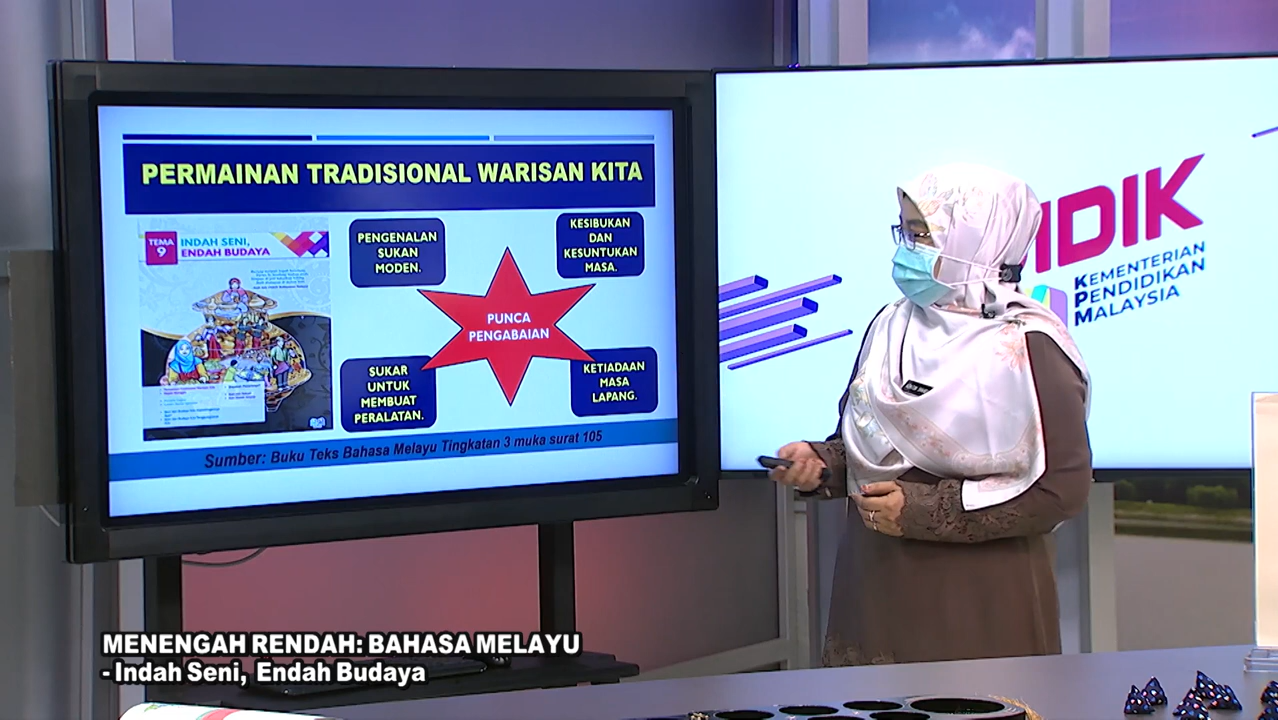 PERMAINAN TRADISIONAL WARISAN KITA
TEMA
9
INDAH SENI,
ENDAH BUDAYA
PENGENALAN
SUKAN
MODEN.
KESIBUKAN
DAN
KESUNTUKAN
MASA.
PUNCA
PENGABAIAN
SUKAR
UNTUK
MEMBUAT
PERALATAN.
KETIADAAN
MASA
LAPANG.
Sumber: Buku Teks Bahasa Melayu Tingkatan 3 muka surat 105
IDIK
KEMENTERIAN
PENDIDIKAN
MALAYSIA
MENENGAH RENDAH: BAHASA MELAYU
- Indah Seni, Endah Budaya